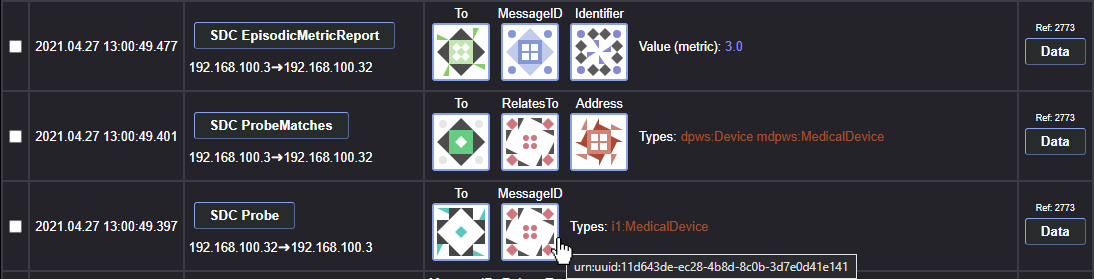 To MessageID Identifier
2021.04.27 13:00:49.477
SDC EpisodicMetricReport
192.168.100.3➜192.168.100.32
Value (metric): 3.0
Ref: 2773
Data
To RelatesTo Address
2021.04.27 13:00:49.401
SDC ProbeMatches
192.168.100.3➜192.168.100.32
Types: dpws:Device mdpws:MedicalDevice
Ref: 2773
Data
To MessageID
2021.04.27 13:00:49.397
SDC Probe
192.168.100.32➜192.168.100.3
Types: i1:MedicalDevice
Ref: 2773
Data
urn:uuid:11d643de-ec28-4b8d-8c0b-3d7e0d41e141